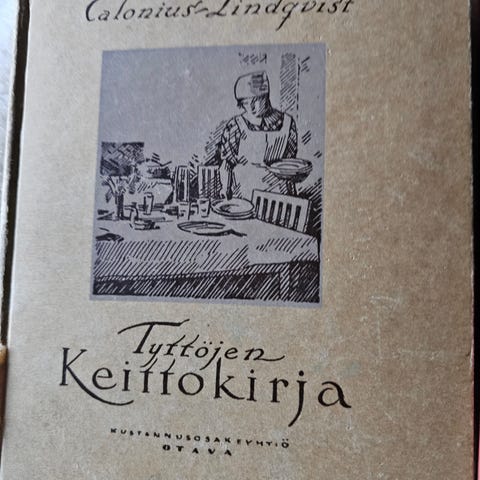 Calonius-Lindqvist
Tyttöjen
Keittokirja
KUSTANNUSOSAKEYHTIÖ
OTAVA